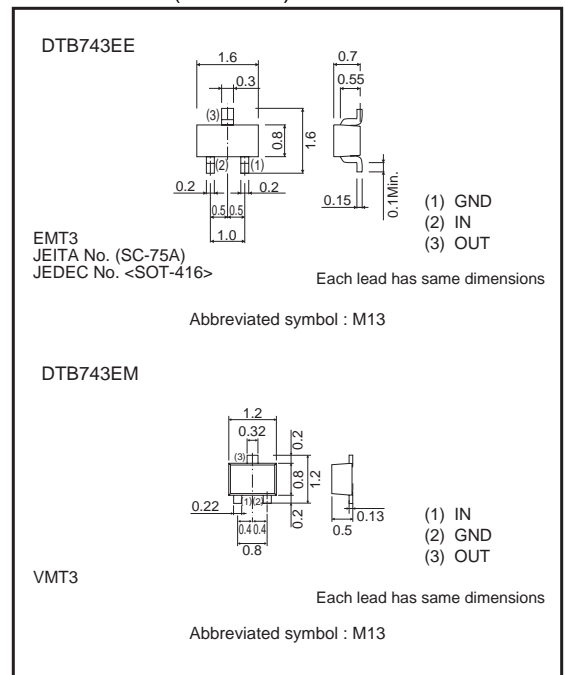 DTB743EE
1.6
0.3
(3)
0.8
1.6
(2)
(1)
0.2
0.2
0.5 0.5
1.0
0.7
0.55
0.15
0.1Min.
(1) GND
(2) IN
(3) OUT
EMT3
JEITA No. (SC-75A)
JEDEC No. <SOT-416>
Each lead has same dimensions
Abbreviated symbol : M13
DTB743EM
1.2
0.32
(3)
0.2
0.8
1.2
0.22
(1)(2)
0.2
0.4 0.4
0.8
0.13
0.5
(1) IN
(2) GND
(3) OUT
VMT3
Each lead has same dimensions
Abbreviated symbol : M13